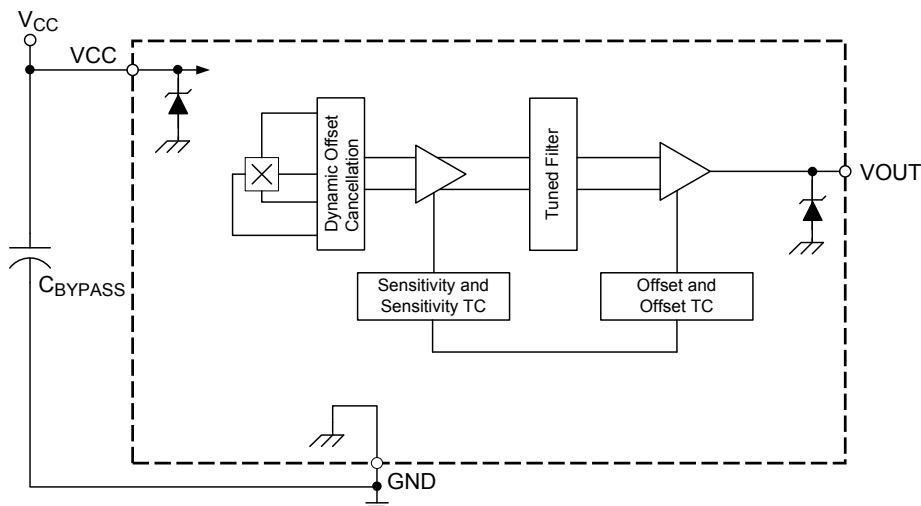 VCC
VCC
Dynamic Offset
Cancellation
Tuned Filter
VOUT
CBYPASS
Sensitivity and
Sensitivity TC
Offset and
Offset TC
GND